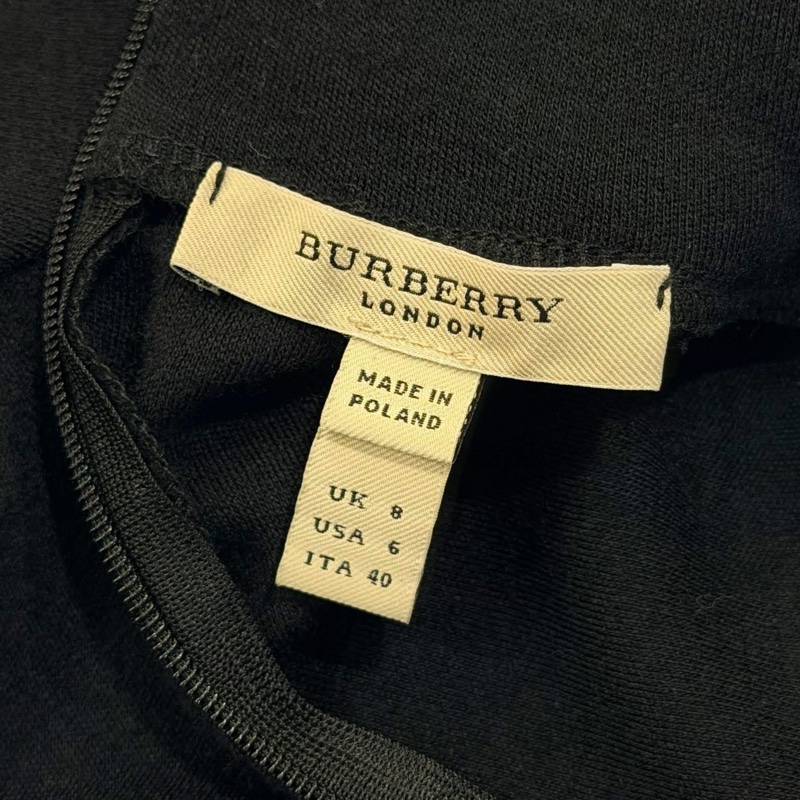 BURBERRY
LONDON
MADE IN
POLAND
UK 8
USA 6
ITA 40